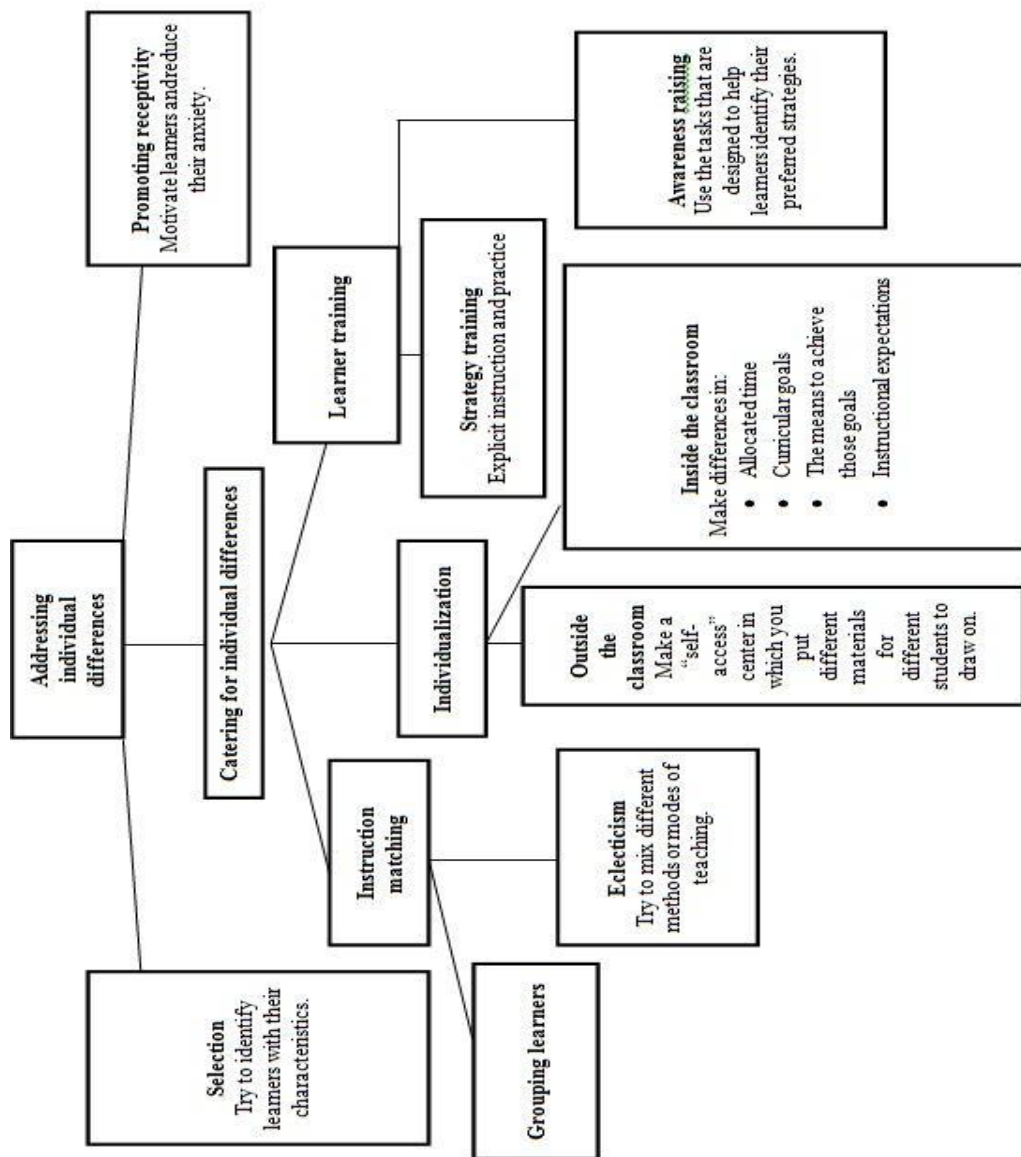 Addressing
individual
differences
Selection
Try to identify
learners with their
characteristics.
Catering for individual differences
Promoting receptivity
Motivate learners andreduce
their anxiety.
Instruction
matching
Individualization
Learner training
Grouping learners
Eclecticism
Try to mix different
methods ormodes of
teaching.
Outside
the
classroom
Make a
“self-
access”
center in
which you
put
different
materials
for
different
students to
draw on.
Inside the classroom
Make differences in:
● Allocated time
● Curricular goals
● The means to achieve
those goals
● Instructional expectations
Strategy training
Explicit instruction and practice
Awareness raising
Use the tasks that are
designed to help
learners identify their
preferred strategies.